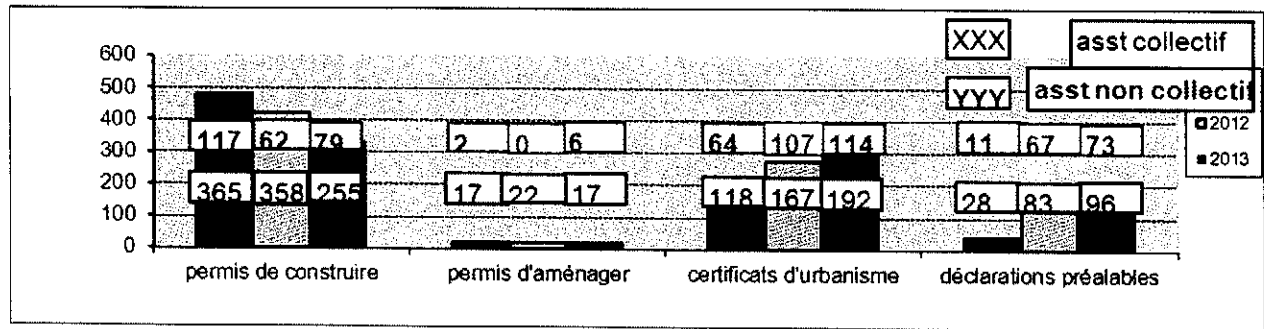 XXX asst collectif
YYY asst non collectif
2012
2013
600
500
400
300
200
100
0
117 62 79 2 0 6 64 107 114 11 67 73
365 358 255 17 22 17 118 167 192 28 83 96
permis de construire permis d'aménager certificats d'urbanisme déclarations préalables